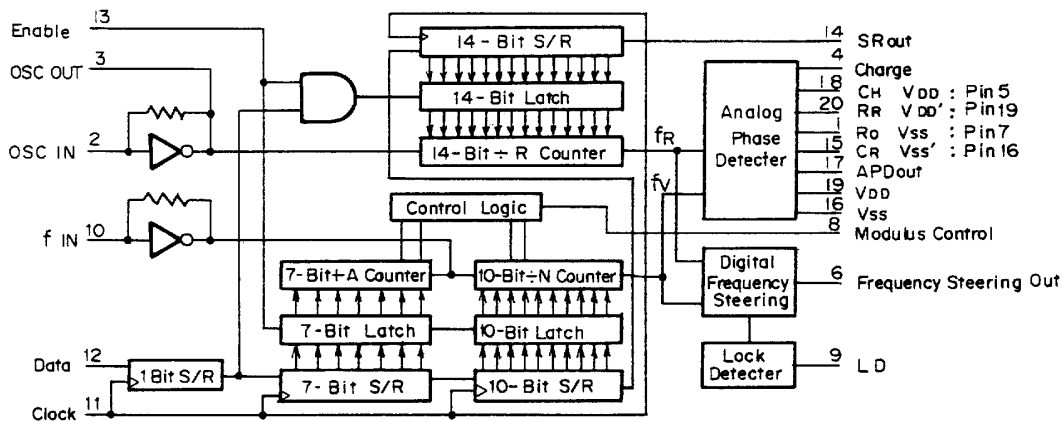 Enable 13
OSC OUT 3
OSC IN 2
f IN 10
Data 12
Clock 11
14-Bit S/R
14-Bit Latch
14-Bit ÷ R Counter
Control Logic
7-Bit÷A Counter
10-Bit÷N Counter
7-Bit Latch
10-Bit Latch
1Bit S/R
7-Bit S/R
10-Bit S/R
fR
fV
Analog
Phase
Detecter
Digital
Frequency
Steering
Lock
Detecter
14 SRout
4 Charge
18 CH VDD : Pin5
20 RR VDD' : Pin19
1 RO VSS : Pin7
15 CR VSS' : Pin16
17 APDout
19 VDD
16 VSS
8 Modulus Control
6 Frequency Steering Out
9 LD